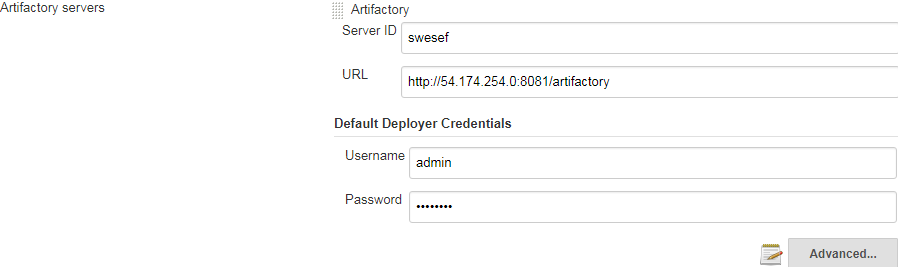 Artifactory servers
Artifactory
Server ID
swesef
URL
http://54.174.254.0:8081/artifactory
Default Deployer Credentials
Username
admin
Password
••••••••
Advanced...